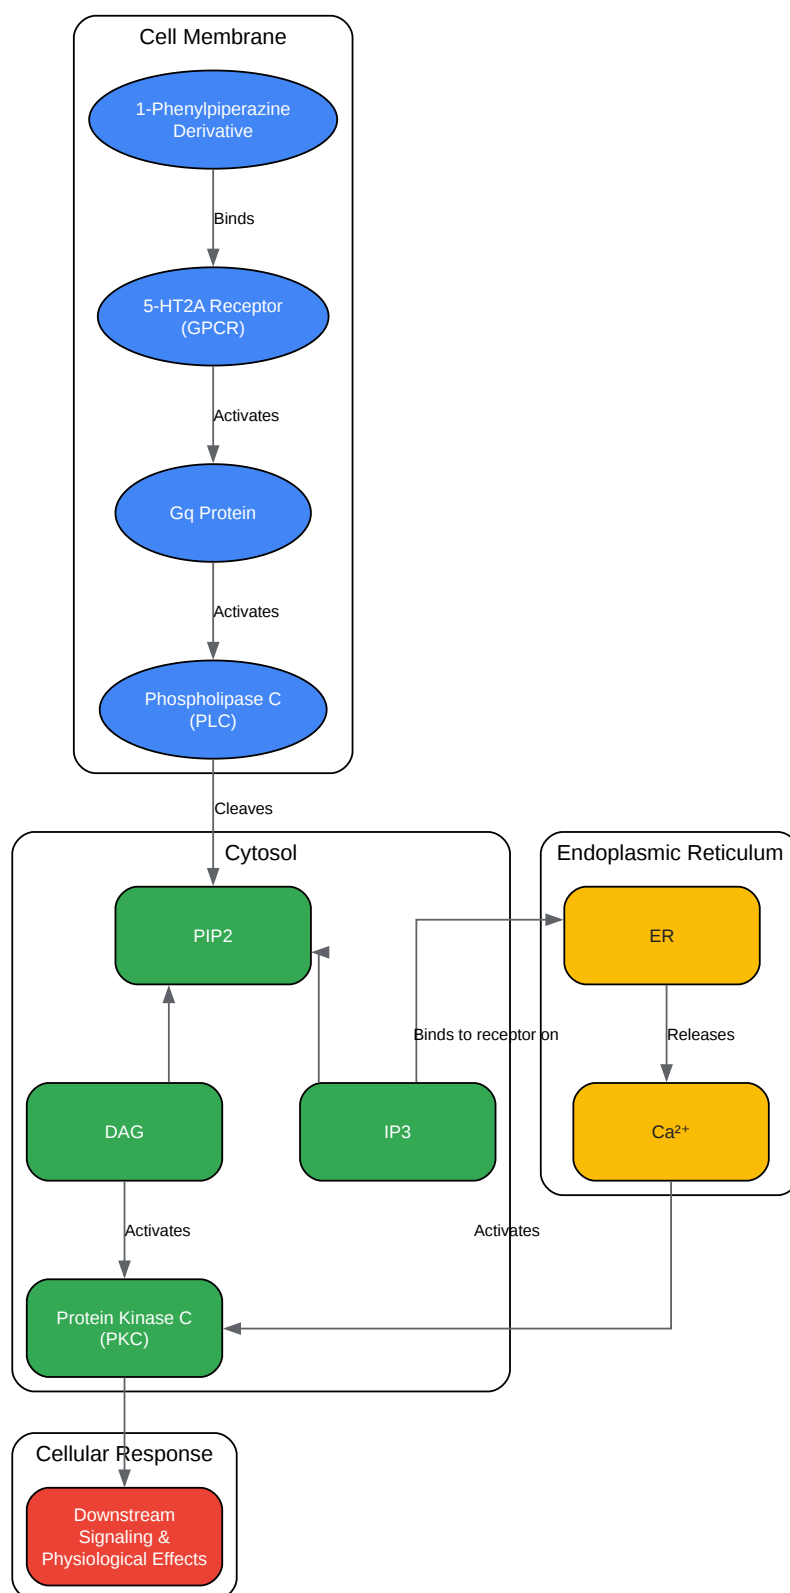 Cell Membrane
1-Phenylpiperazine
Derivative
Binds
5-HT2A Receptor
(GPCR)
Activates
Gq Protein
Activates
Phospholipase C
(PLC)
Cleaves
Cytosol
Endoplasmic Reticulum
PIP2
ER
Binds to receptor on
Releases
DAG
IP3
Ca²⁺
Activates
Activates
Protein Kinase C
(PKC)
Cellular Response
Downstream
Signaling &
Physiological Effects